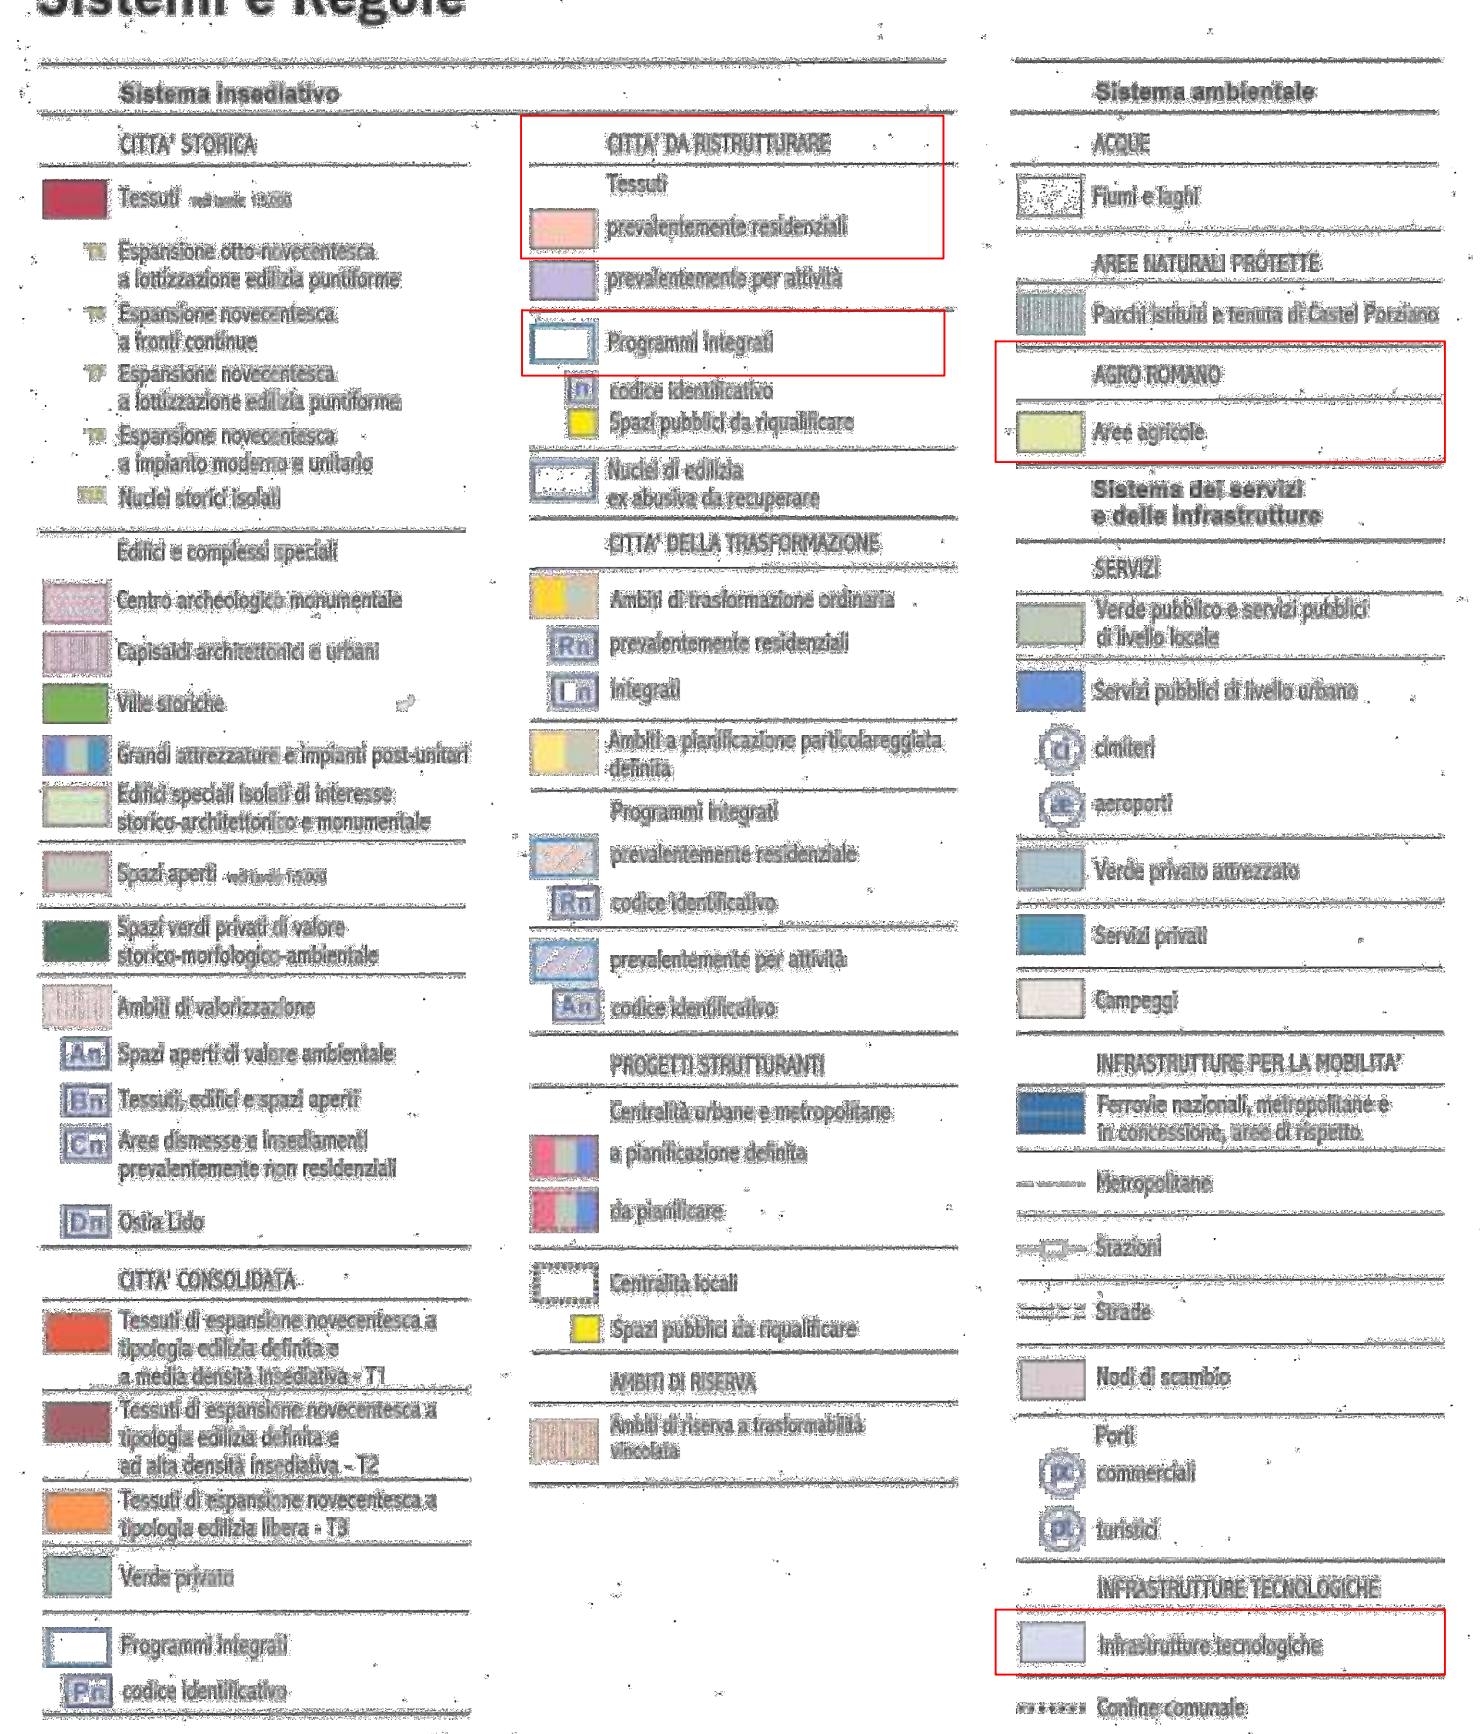 Sistemi e Regole
Sistema insediativo
CITTA' STORICA
Tessuti
Espansione otto-novecentesca
a lottizzazione edilizia puntiforme
Espansione novecentesca
a fronti continue
Espansione novecentesca
a lottizzazione edilizia puntiforme
Espansione novecentesca
a impianto moderno e unitario
Nuclei storici isolati
Edifici e complessi speciali
Centro archeologico monumentale
Capisaldi architettonici e urbani
Ville storiche
Grandi attrezzature e impianti post-unitari
Edifici speciali isolati di interesse
storico-architettonico e monumentale
Spazi aperti
Spazi verdi privati di valore
storico-morfologico-ambientale
Ambiti di valorizzazione
An Spazi aperti di valore ambientale
Bn Tessuti, edifici e spazi aperti
Cn Aree dismesse e insediamenti
prevalentemente non residenziali
Dn Ostia Lido
CITTA' CONSOLIDATA
Tessuti di espansione novecentesca a
tipologia edilizia definita e
a media densità insediativa - T1
Tessuti di espansione novecentesca a
tipologia edilizia definita e
ad alta densità insediativa - T2
Tessuti di espansione novecentesca a
tipologia edilizia libera - T3
Verde privato
Programmi integrati
Pn codice identificativo
CITTA' DA RISTRUTTURARE
Tessuti
prevalentemente residenziali
prevalentemente per attività
Programmi integrati
n codice identificativo
Spazi pubblici da riqualificare
Nuclei di edilizia
ex abusiva da recuperare
CITTA' DELLA TRASFORMAZIONE
Ambiti di trasformazione ordinaria
Rn prevalentemente residenziali
In integrati
Ambiti a pianificazione particolareggiata
definita
Programmi integrati
prevalentemente residenziale
Rn codice identificativo
prevalentemente per attività
An codice identificativo
PROGETTI STRUTTURANTI
Centralità urbane e metropolitane
a pianificazione definita
da pianificare
Centralità locali
Spazi pubblici da riqualificare
AMBITI DI RISERVA
Ambiti di riserva a trasformabilità
vincolata
Sistema ambientale
ACQUE
Fiumi e laghi
AREE NATURALI PROTETTE
Parchi istituiti e tenuta di Castel Porziano
AGRO ROMANO
Aree agricole
Sistema dei servizi
e delle infrastrutture
SERVIZI
Verde pubblico e servizi pubblici
di livello locale
Servizi pubblici di livello urbano
ci cimiteri
ae aeroporti
Verde privato attrezzato
Servizi privati
Campeggi
INFRASTRUTTURE PER LA MOBILITA'
Ferrovie nazionali, metropolitane e
in concessione, aree di rispetto
Metropolitane
Stazioni
Strade
Nodi di scambio
Porti
pc commerciali
pt turistici
INFRASTRUTTURE TECNOLOGICHE
Infrastrutture tecnologiche
Confine comunale